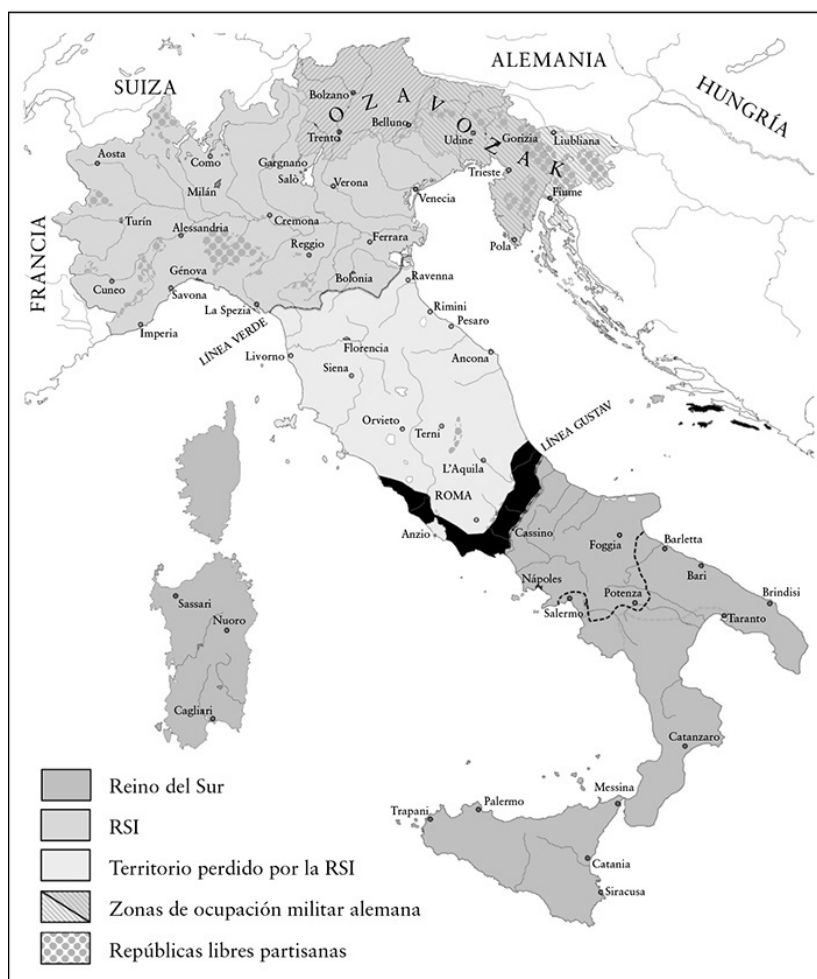 SUIZA
ALEMANIA
HUNGRÍA
FRANCIA
OZAV
OZAK
Bolzano
Trento
Belluno
Udine
Gorizia
Liubliana
Trieste
Fiume
Pola
Aosta
Como
Gargnano
Salò
Milán
Verona
Venecia
Turín
Cremona
Alessandria
Reggio
Ferrara
Génova
Bolonia
Ravenna
Cuneo
Savona
La Spezia
Imperia
LÍNEA VERDE
Rimini
Pesaro
Livorno
Florencia
Siena
Ancona
Orvieto
Terni
L'Aquila
LÍNEA GUSTAV
ROMA
Anzio
Cassino
Foggia
Barletta
Bari
Nápoles
Salermo
Potenza
Brindisi
Taranto
Sassari
Nuoro
Cagliari
Catanzaro
Messina
Trapani
Palermo
Catania
Siracusa
Reino del Sur
RSI
Territorio perdido por la RSI
Zonas de ocupación militar alemana
Repúblicas libres partisanas